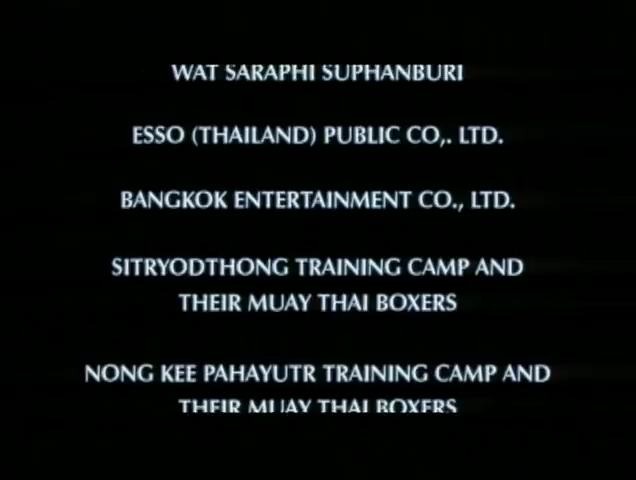 WAT SARAPHI SUPHANBURI
ESSO (THAILAND) PUBLIC CO,. LTD.
BANGKOK ENTERTAINMENT CO., LTD.
SITRYODTHONG TRAINING CAMP AND
THEIR MUAY THAI BOXERS
NONG KEE PAHAYUTR TRAINING CAMP AND
THEIR MUAY THAI BOXERS